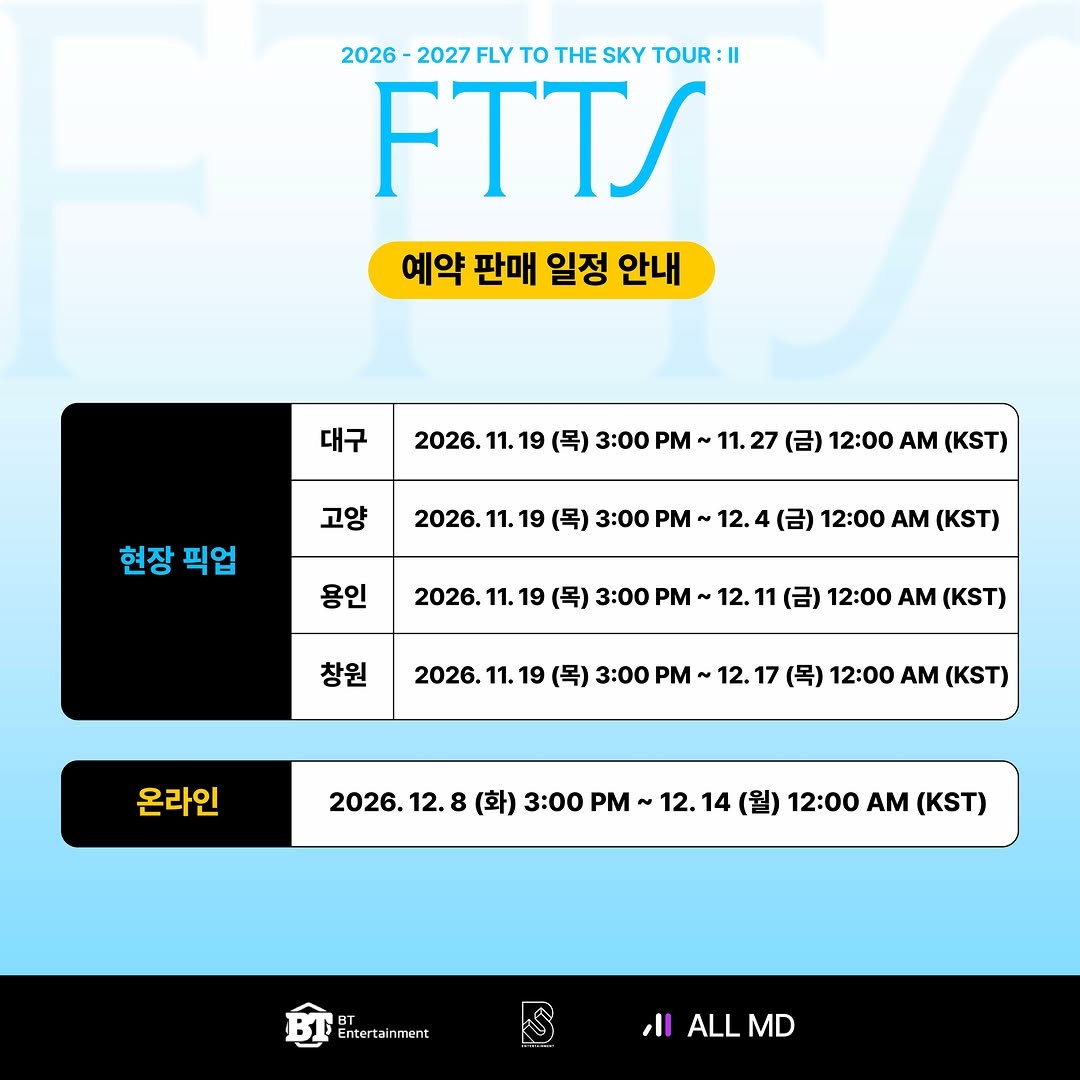 2026 - 2027 FLY TO THE SKY TOUR : II
FTTS
예약 판매 일정 안내
현장 픽업
대구 2026. 11. 19 (목) 3:00 PM ~ 11. 27 (금) 12:00 AM (KST)
고양 2026. 11. 19 (목) 3:00 PM ~ 12. 4 (금) 12:00 AM (KST)
용인 2026. 11. 19 (목) 3:00 PM ~ 12. 11 (금) 12:00 AM (KST)
창원 2026. 11. 19 (목) 3:00 PM ~ 12. 17 (목) 12:00 AM (KST)
온라인 2026. 12. 8 (화) 3:00 PM ~ 12. 14 (월) 12:00 AM (KST)
BT BT
Entertainment
ENTERTAINMENT
ALL MD